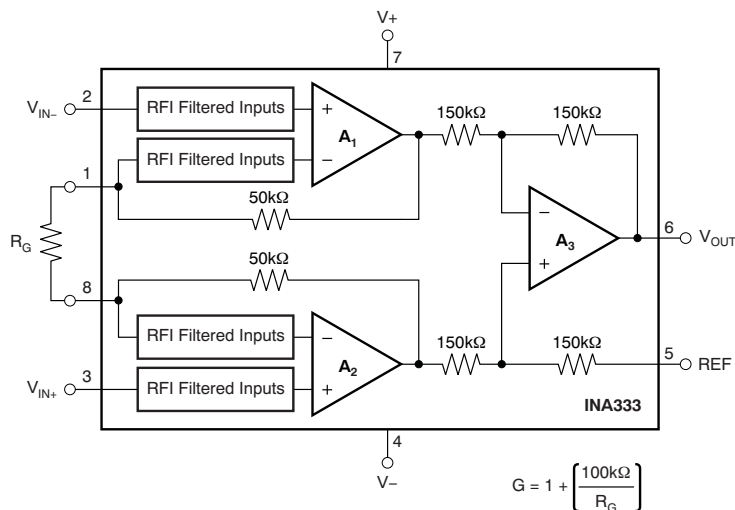 V+
7
V_IN– 2 RFI Filtered Inputs + A_1 150kΩ 150kΩ
1 RFI Filtered Inputs –
50kΩ
R_G – A_3 6 V_OUT
50kΩ +
8
RFI Filtered Inputs – A_2 150kΩ 150kΩ 5 REF
V_IN+ 3 RFI Filtered Inputs +
INA333
4
V–
G = 1 + [100kΩ / R_G]